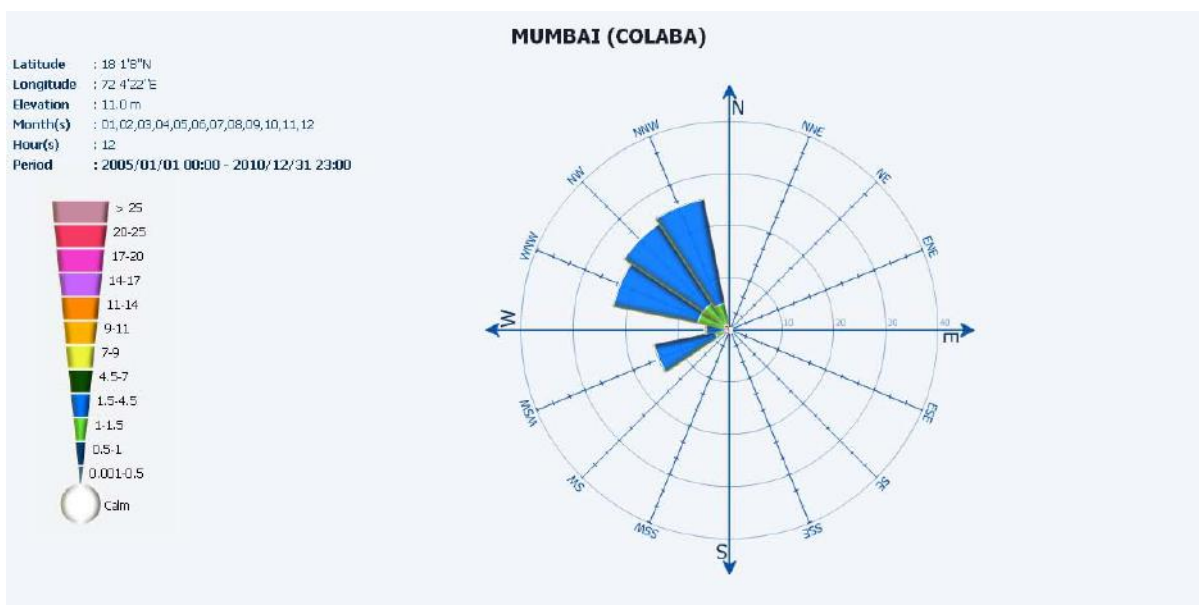 MUMBAI (COLABA)
Latitude : 18 1'8"N
Longitude : 72 4'22"E
Elevation : 11.0 m
Month(s) : 01,02,03,04,05,06,07,08,09,10,11,12
Hour(s) : 12
Period : 2005/01/01 00:00 - 2010/12/31 23:00
> 25
20-25
17-20
14-17
11-14
9-11
7-9
4.5-7
1.5-4.5
1-1.5
0.5-1
0.001-0.5
Calm
N
NNE
NE
ENE
E
ESE
SE
SSE
S
SSW
SW
WSW
W
WNW
NW
NNW
10 20 30 40